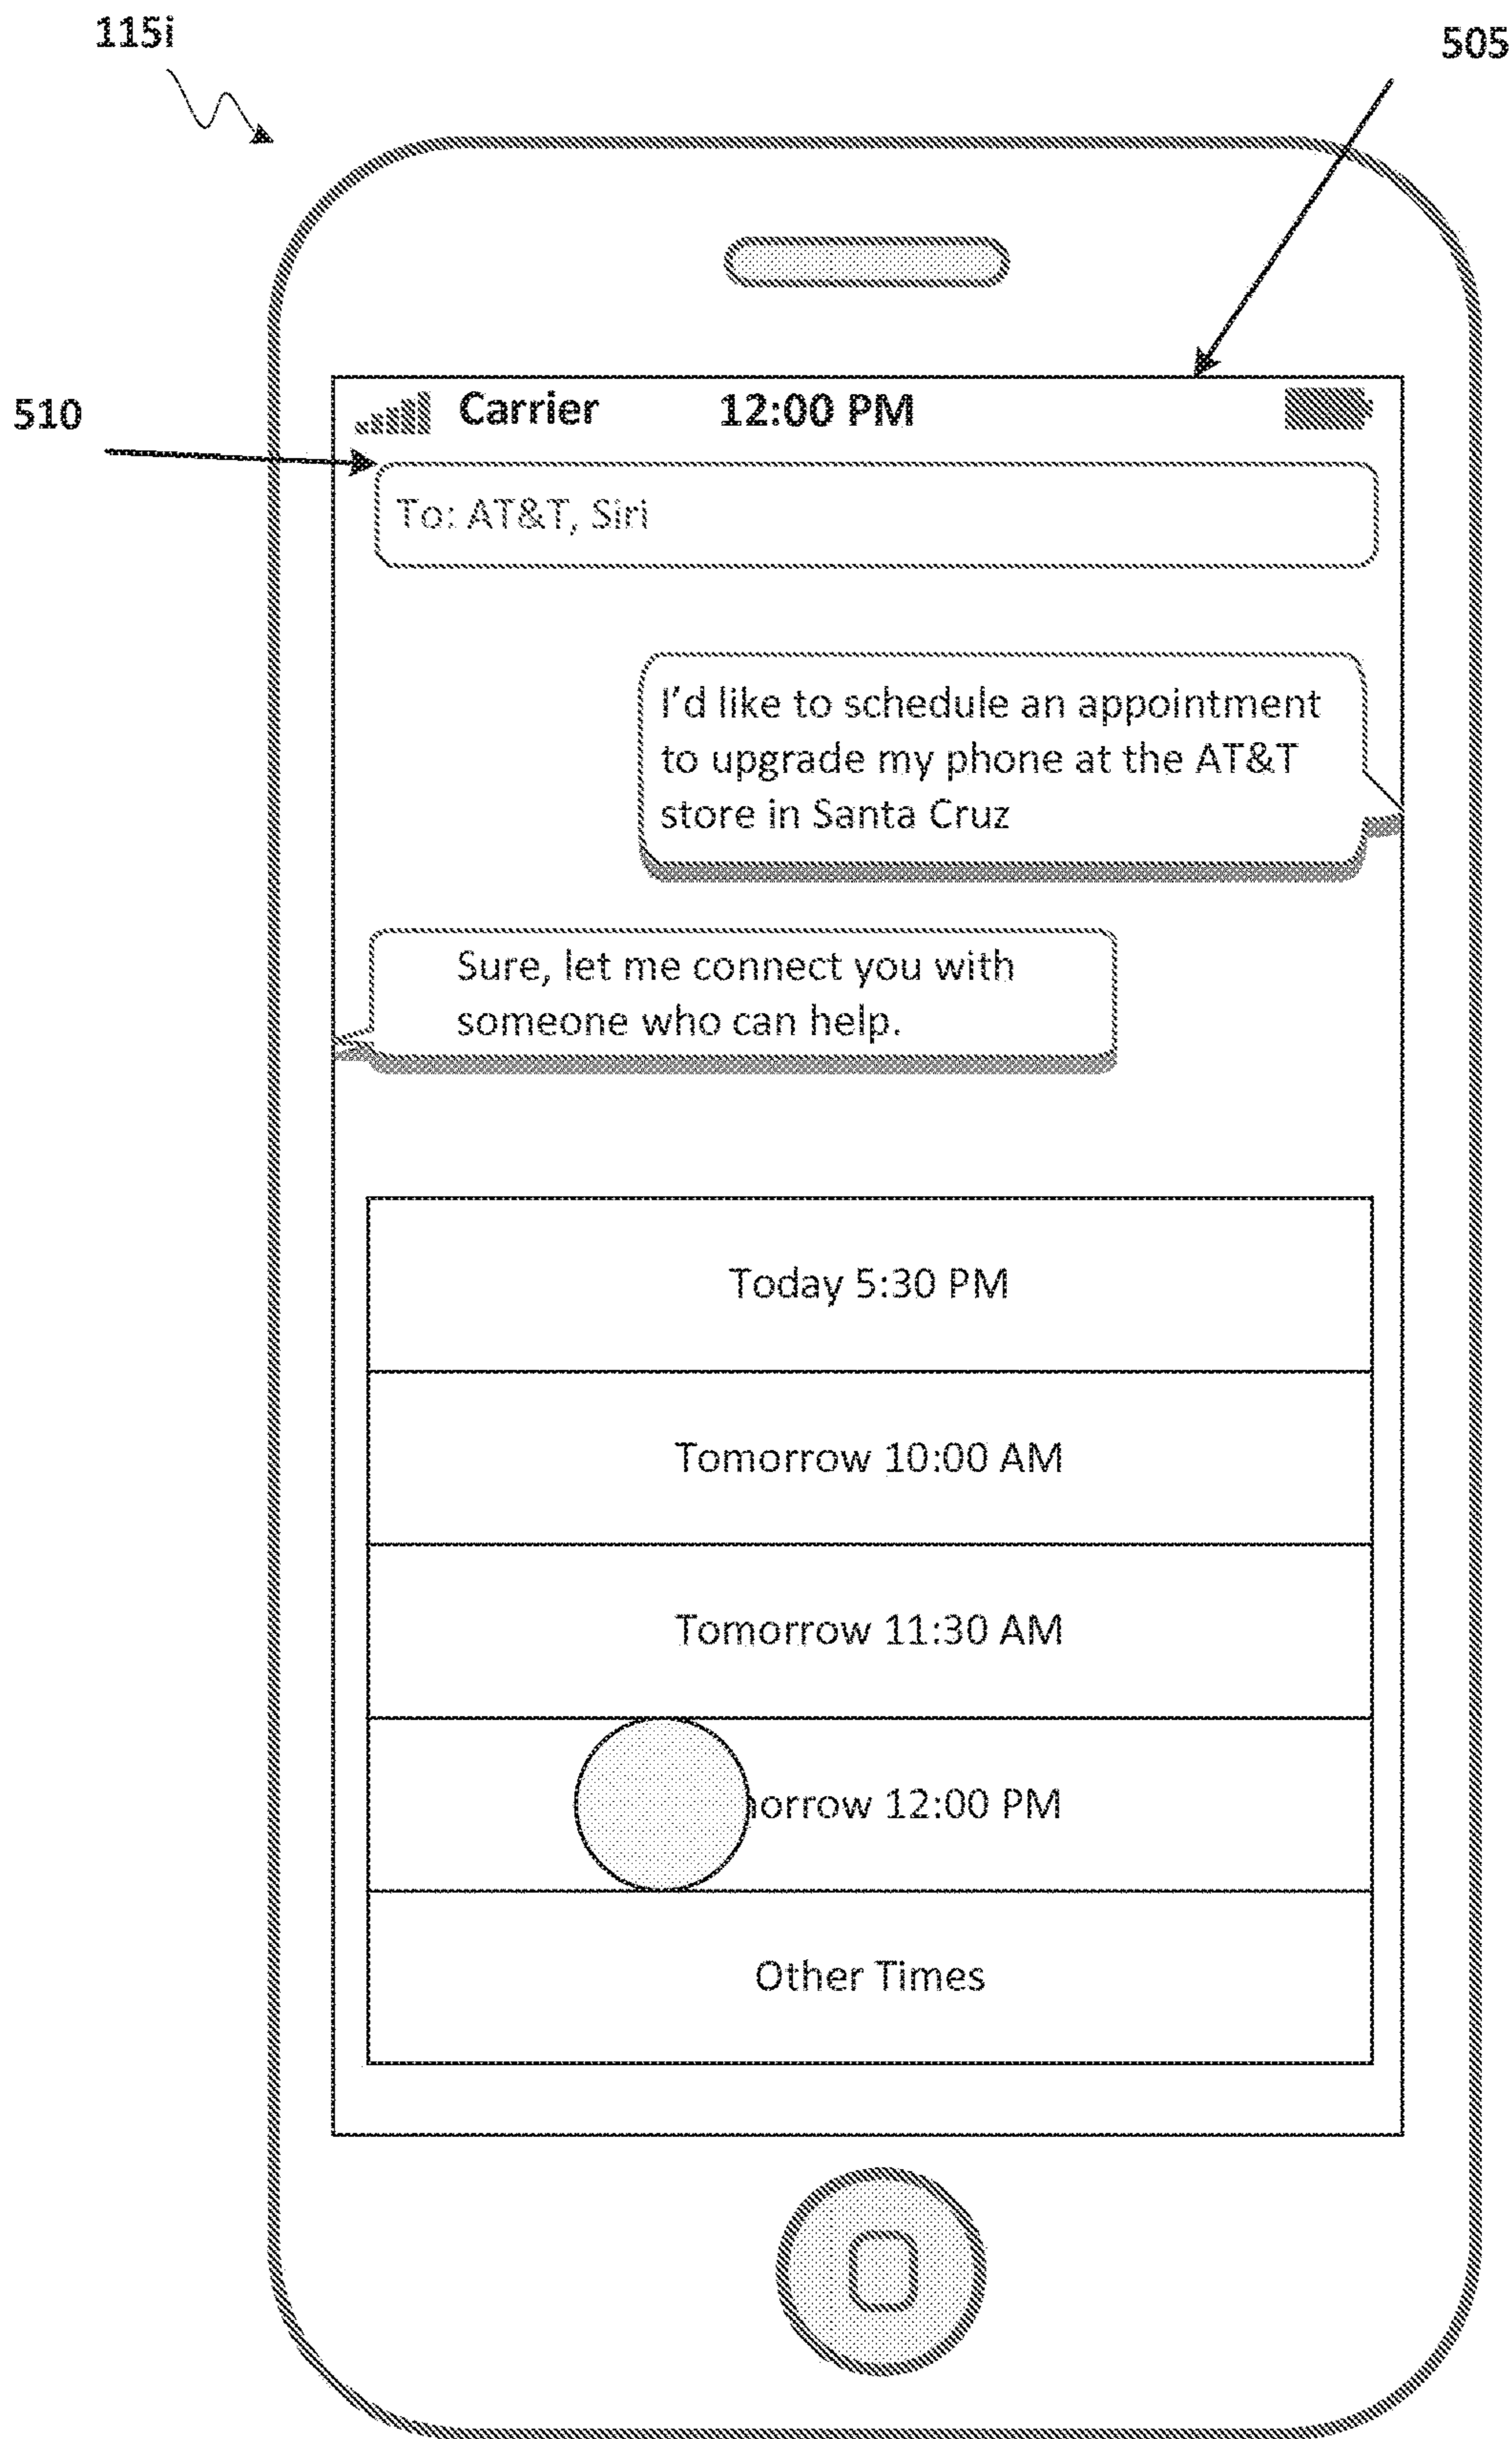 115i
505
510
Carrier 12:00 PM
To: AT&T, Siri
I'd like to schedule an appointment
to upgrade my phone at the AT&T
store in Santa Cruz
Sure, let me connect you with
someone who can help.
Today 5:30 PM
Tomorrow 10:00 AM
Tomorrow 11:30 AM
12:00 PM
Other Times